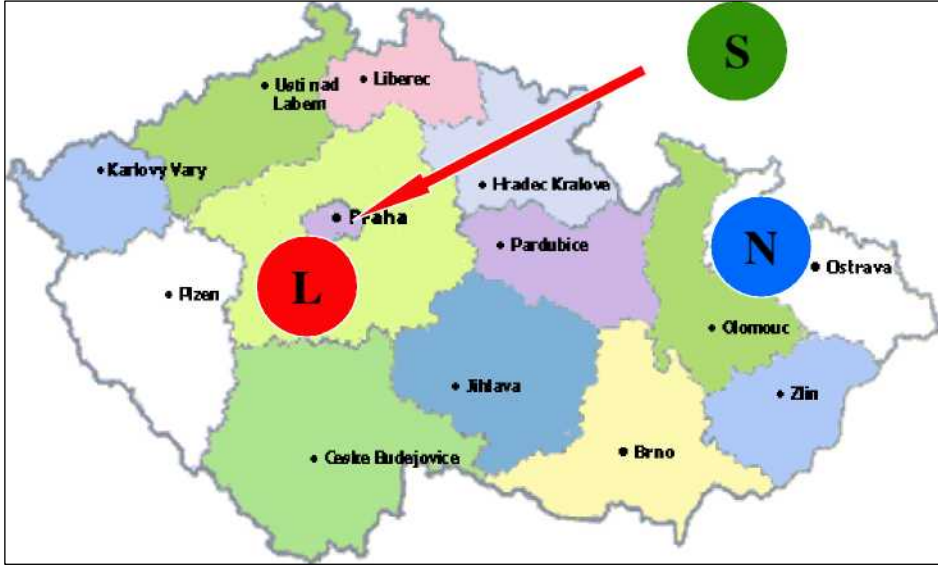 S
Liberec
Usti nad
Labem
Karlovy Vary
Hradec Kralove
Praha
Pardubice
N
Ostrava
L
Plzen
Olomouc
Jihlava
Zlin
Brno
Ceske Budejovice